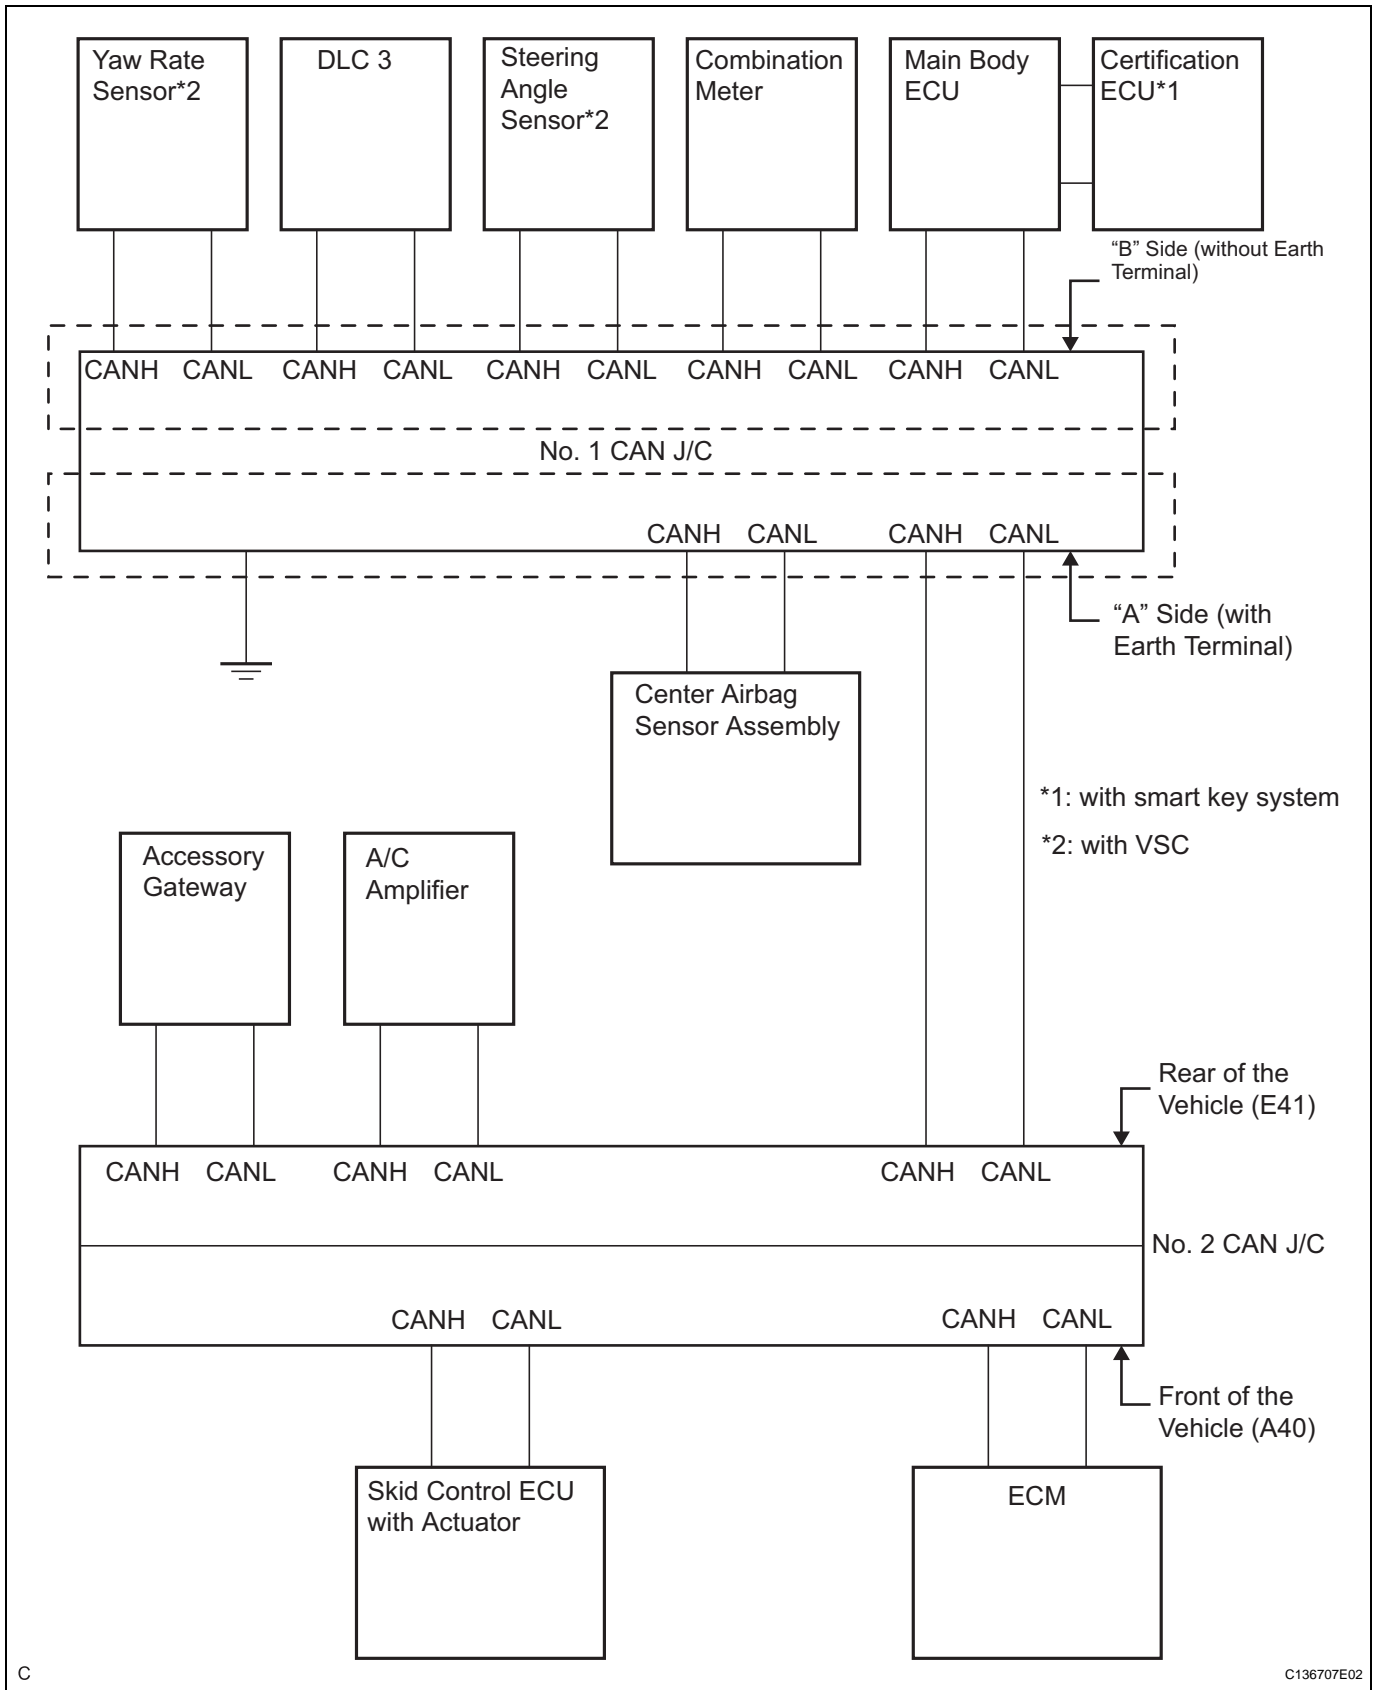 Yaw Rate
Sensor*2
DLC 3
Steering
Angle
Sensor*2
Combination
Meter
Main Body
ECU
Certification
ECU*1
“B” Side (without Earth
Terminal)
CANH CANL CANH CANL CANH CANL CANH CANL CANH CANL
No. 1 CAN J/C
CANH CANL CANH CANL
“A” Side (with
Earth Terminal)
Center Airbag
Sensor Assembly
*1: with smart key system
*2: with VSC
Accessory
Gateway
A/C
Amplifier
Rear of the
Vehicle (E41)
CANH CANL CANH CANL CANH CANL
No. 2 CAN J/C
CANH CANL CANH CANL
Front of the
Vehicle (A40)
Skid Control ECU
with Actuator
ECM
C
C136707E02